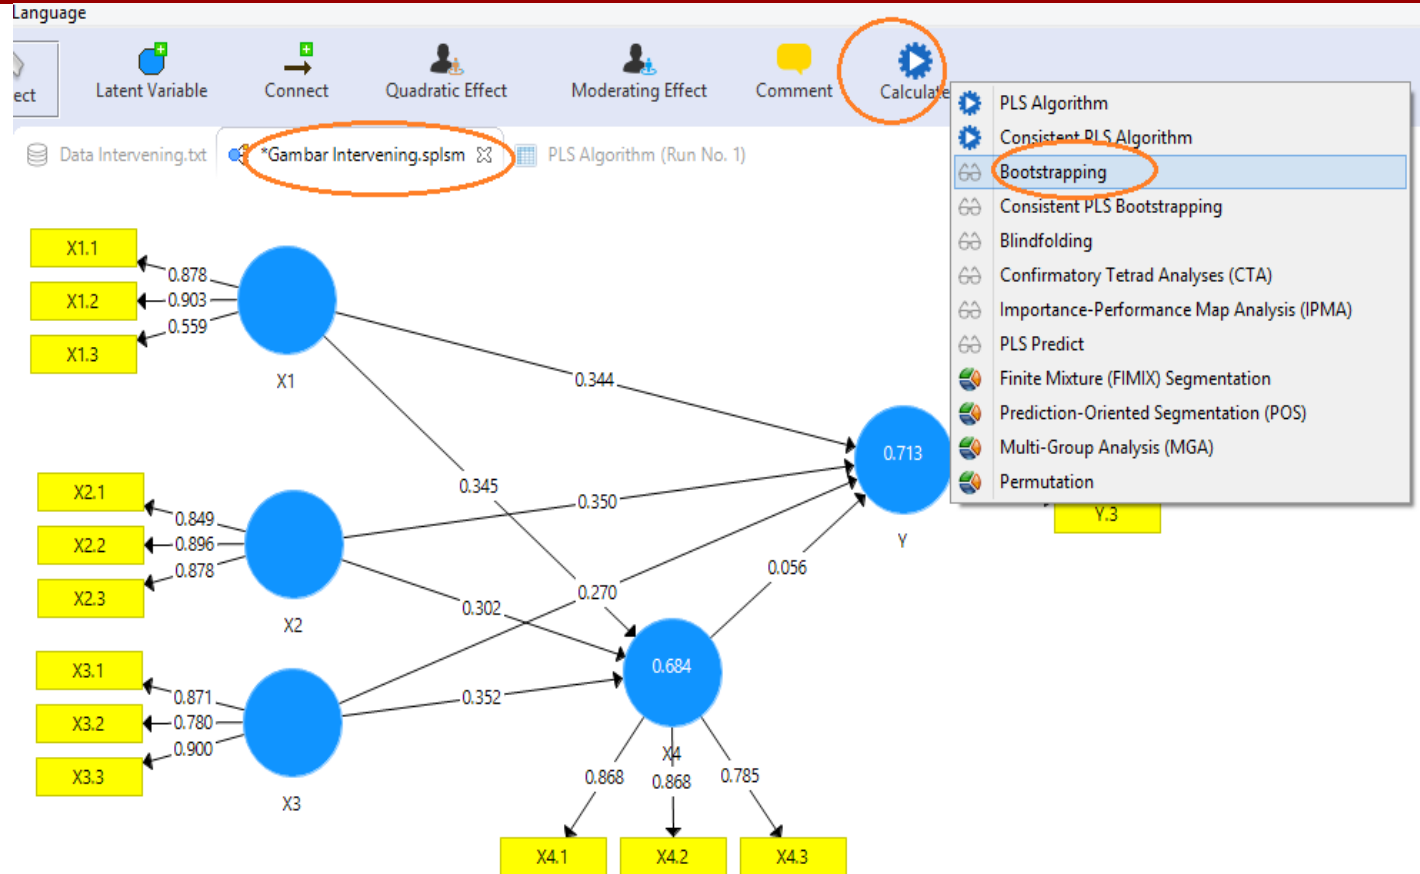 Language
ect
Latent Variable
Connect
Quadratic Effect
Moderating Effect
Comment
Calculate
Data Intervening.txt
*Gambar Intervening.splsm
PLS Algorithm (Run No. 1)
PLS Algorithm
Consistent PLS Algorithm
Bootstrapping
Consistent PLS Bootstrapping
Blindfolding
Confirmatory Tetrad Analyses (CTA)
Importance-Performance Map Analysis (IPMA)
PLS Predict
Finite Mixture (FIMIX) Segmentation
Prediction-Oriented Segmentation (POS)
Multi-Group Analysis (MGA)
Permutation
X1.1
0.878
X1.2
0.903
0.559
X1.3
X1
0.344
0.713
Y
Y.3
0.345
0.350
X2.1
0.849
X2.2
0.896
0.878
X2.3
X2
0.056
0.270
0.302
X3.1
0.871
X3.2
0.780
0.900
X3.3
X3
0.352
0.684
X4
0.868
0.868
0.785
X4.1
X4.2
X4.3